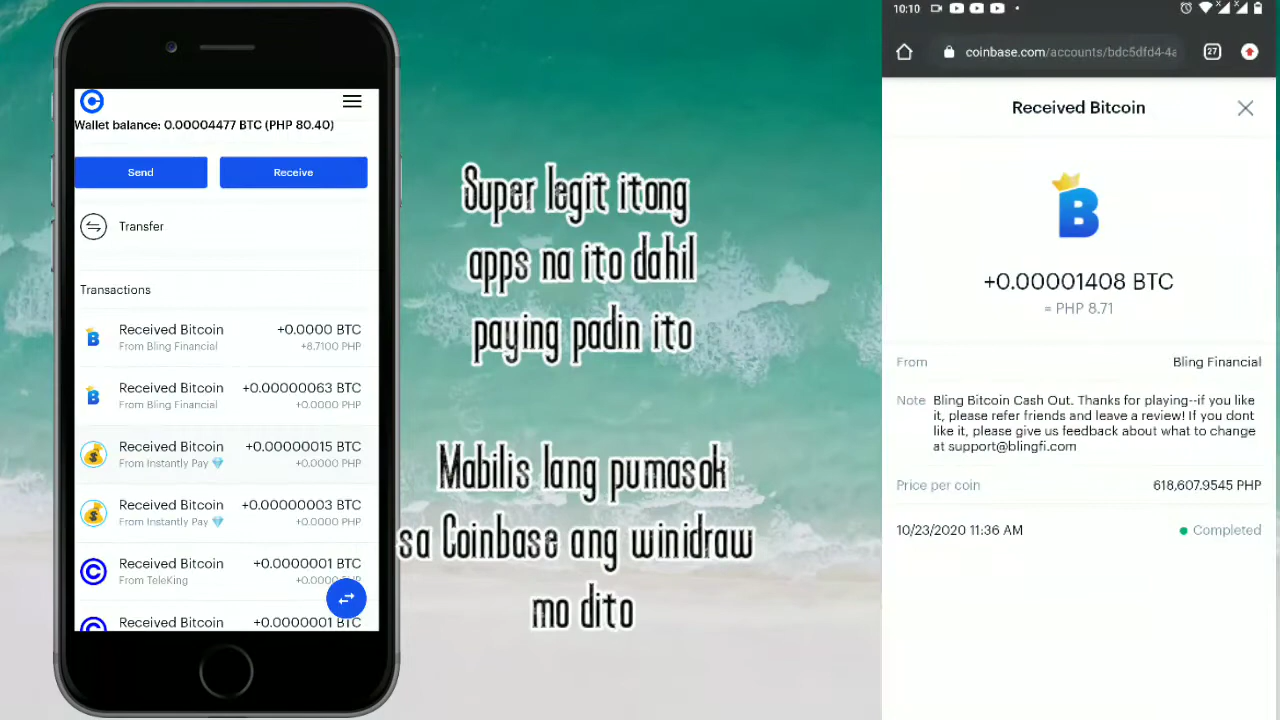 Wallet balance: 0.00004477 BTC (PHP 80.40)
Send
Receive
Transfer
Transactions
Received Bitcoin
+0.0000 BTC
From Bling Financial
+8.7100 PHP
Received Bitcoin
+0.00000063 BTC
From Bling Financial
+0.0000 PHP
Received Bitcoin
+0.00000015 BTC
From Instantly Pay 💎
+0.0000 PHP
Received Bitcoin
+0.00000003 BTC
From Instantly Pay 💎
+0.0000 PHP
Received Bitcoin
+0.0000001 BTC
From TeleKing
+0.0000 PHP
Received Bitcoin
+0.0000001 BTC
Super legit itong
apps na ito dahil
paying padin ito
Mabilis lang pumasok
sa Coinbase ang winidraw
mo dito
10:10
coinbase.com/accounts/bdc5dfd4-4a
27
Received Bitcoin
B
+0.00001408 BTC
= PHP 8.71
From
Bling Financial
Note
Bling Bitcoin Cash Out. Thanks for playing--if you like
it, please refer friends and leave a review! If you dont
like it, please give us feedback about what to change
at support@blingfi.com
Price per coin
618,607.9545 PHP
10/23/2020 11:36 AM
Completed